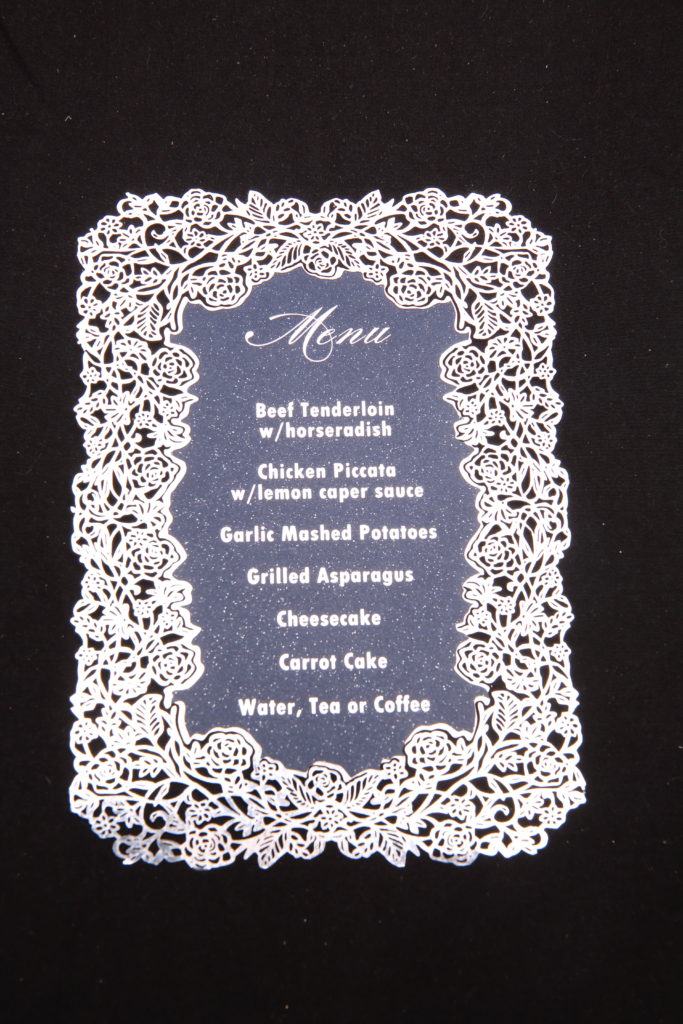 Menu
Beef Tenderloin
w/horseradish
Chicken Piccata
w/lemon caper sauce
Garlic Mashed Potatoes
Grilled Asparagus
Cheesecake
Carrot Cake
Water, Tea or Coffee